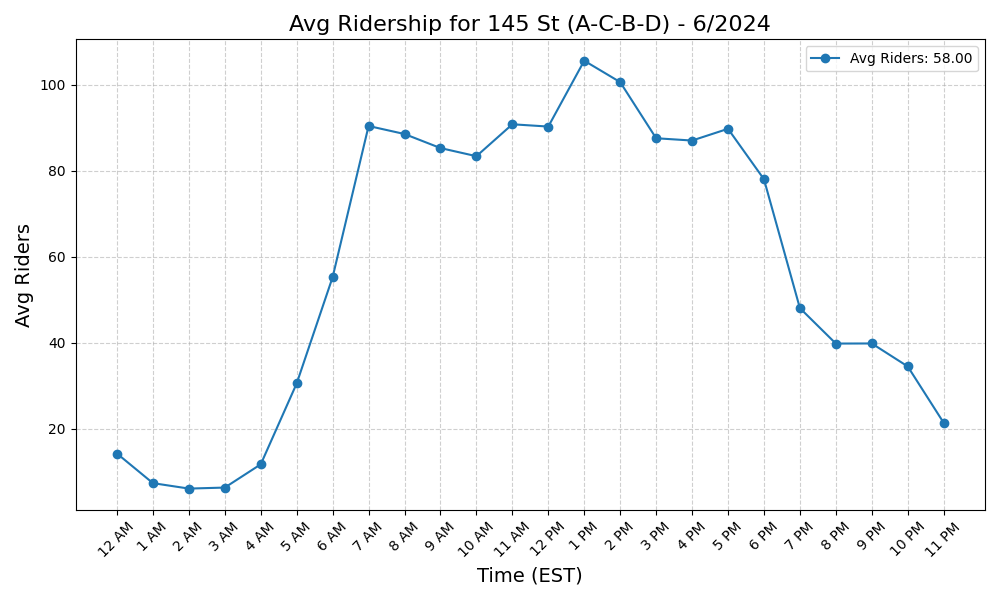 Avg Ridership for 145 St (A-C-B-D) - 6/2024
Avg Riders: 58.00
Avg Riders
100
80
60
40
20
12 AM
1 AM
2 AM
3 AM
4 AM
5 AM
6 AM
7 AM
8 AM
9 AM
10 AM
11 AM
12 PM
1 PM
2 PM
3 PM
4 PM
5 PM
6 PM
7 PM
8 PM
9 PM
10 PM
11 PM
Time (EST)